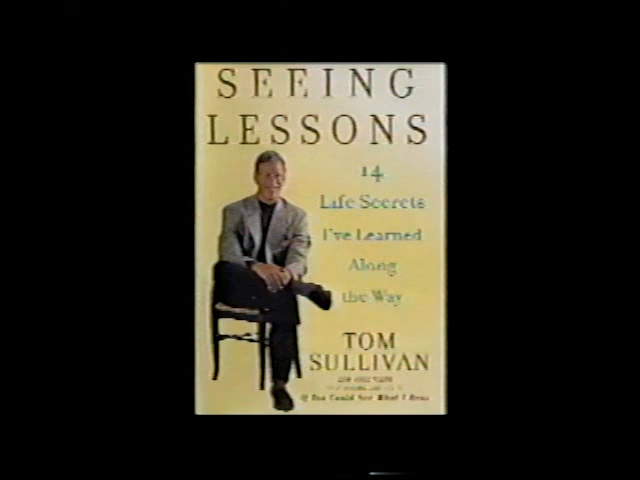 SEEING
LESSONS
14
Life Secrets
I've Learned
Along
the Way
TOM
SULLIVAN
If You Could See What I Hear